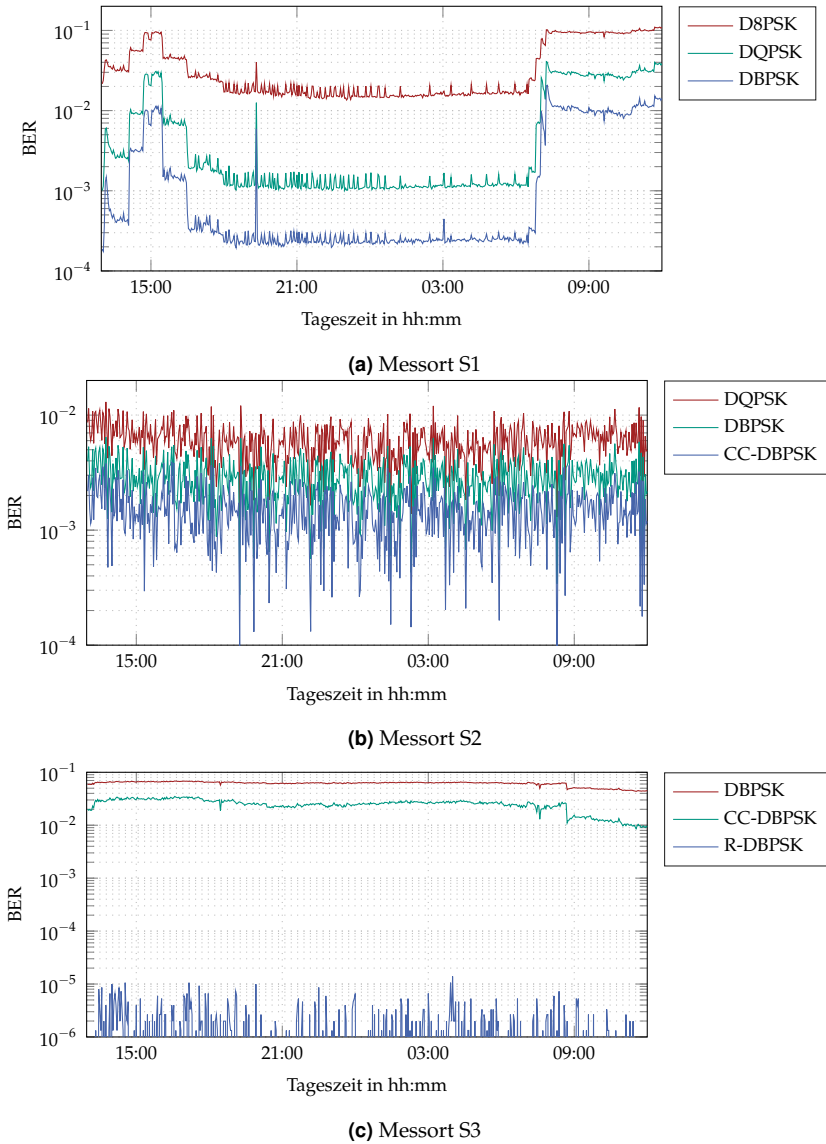 10⁻¹
10⁻²
10⁻³
10⁻⁴
BER
15:00 21:00 03:00 09:00
Tageszeit in hh:mm
D8PSK
DQPSK
DBPSK
(a) Messort S1
10⁻²
10⁻³
10⁻⁴
BER
15:00 21:00 03:00 09:00
Tageszeit in hh:mm
DQPSK
DBPSK
CC-DBPSK
(b) Messort S2
10⁻¹
10⁻²
10⁻³
10⁻⁴
10⁻⁵
10⁻⁶
BER
15:00 21:00 03:00 09:00
Tageszeit in hh:mm
DBPSK
CC-DBPSK
R-DBPSK
(c) Messort S3